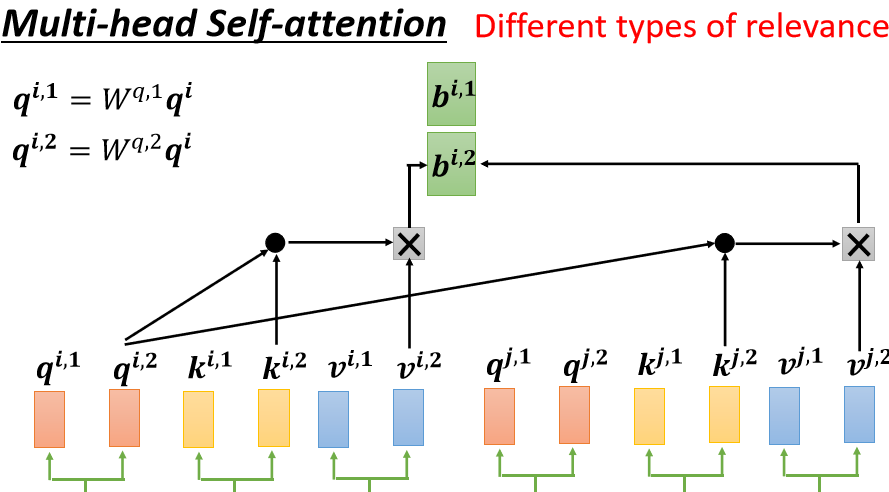 Multi-head Self-attention Different types of relevance
q^{i,1} = W^{q,1}q^{i}
q^{i,2} = W^{q,2}q^{i}
b^{i,1}
b^{i,2}
q^{i,1} q^{i,2} k^{i,1} k^{i,2} v^{i,1} v^{i,2} q^{j,1} q^{j,2} k^{j,1} k^{j,2} v^{j,1} v^{j,2}